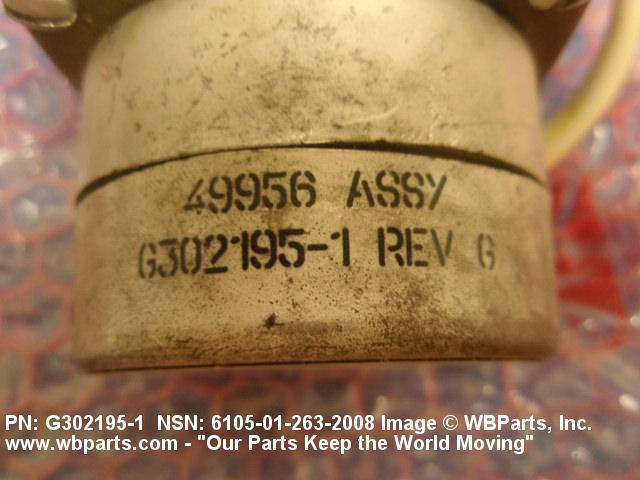 49956 ASSY
G302195-1 REV G
PN: G302195-1 NSN: 6105-01-263-2008 Image © WBParts, Inc.
www.wbparts.com - "Our Parts Keep the World Moving"